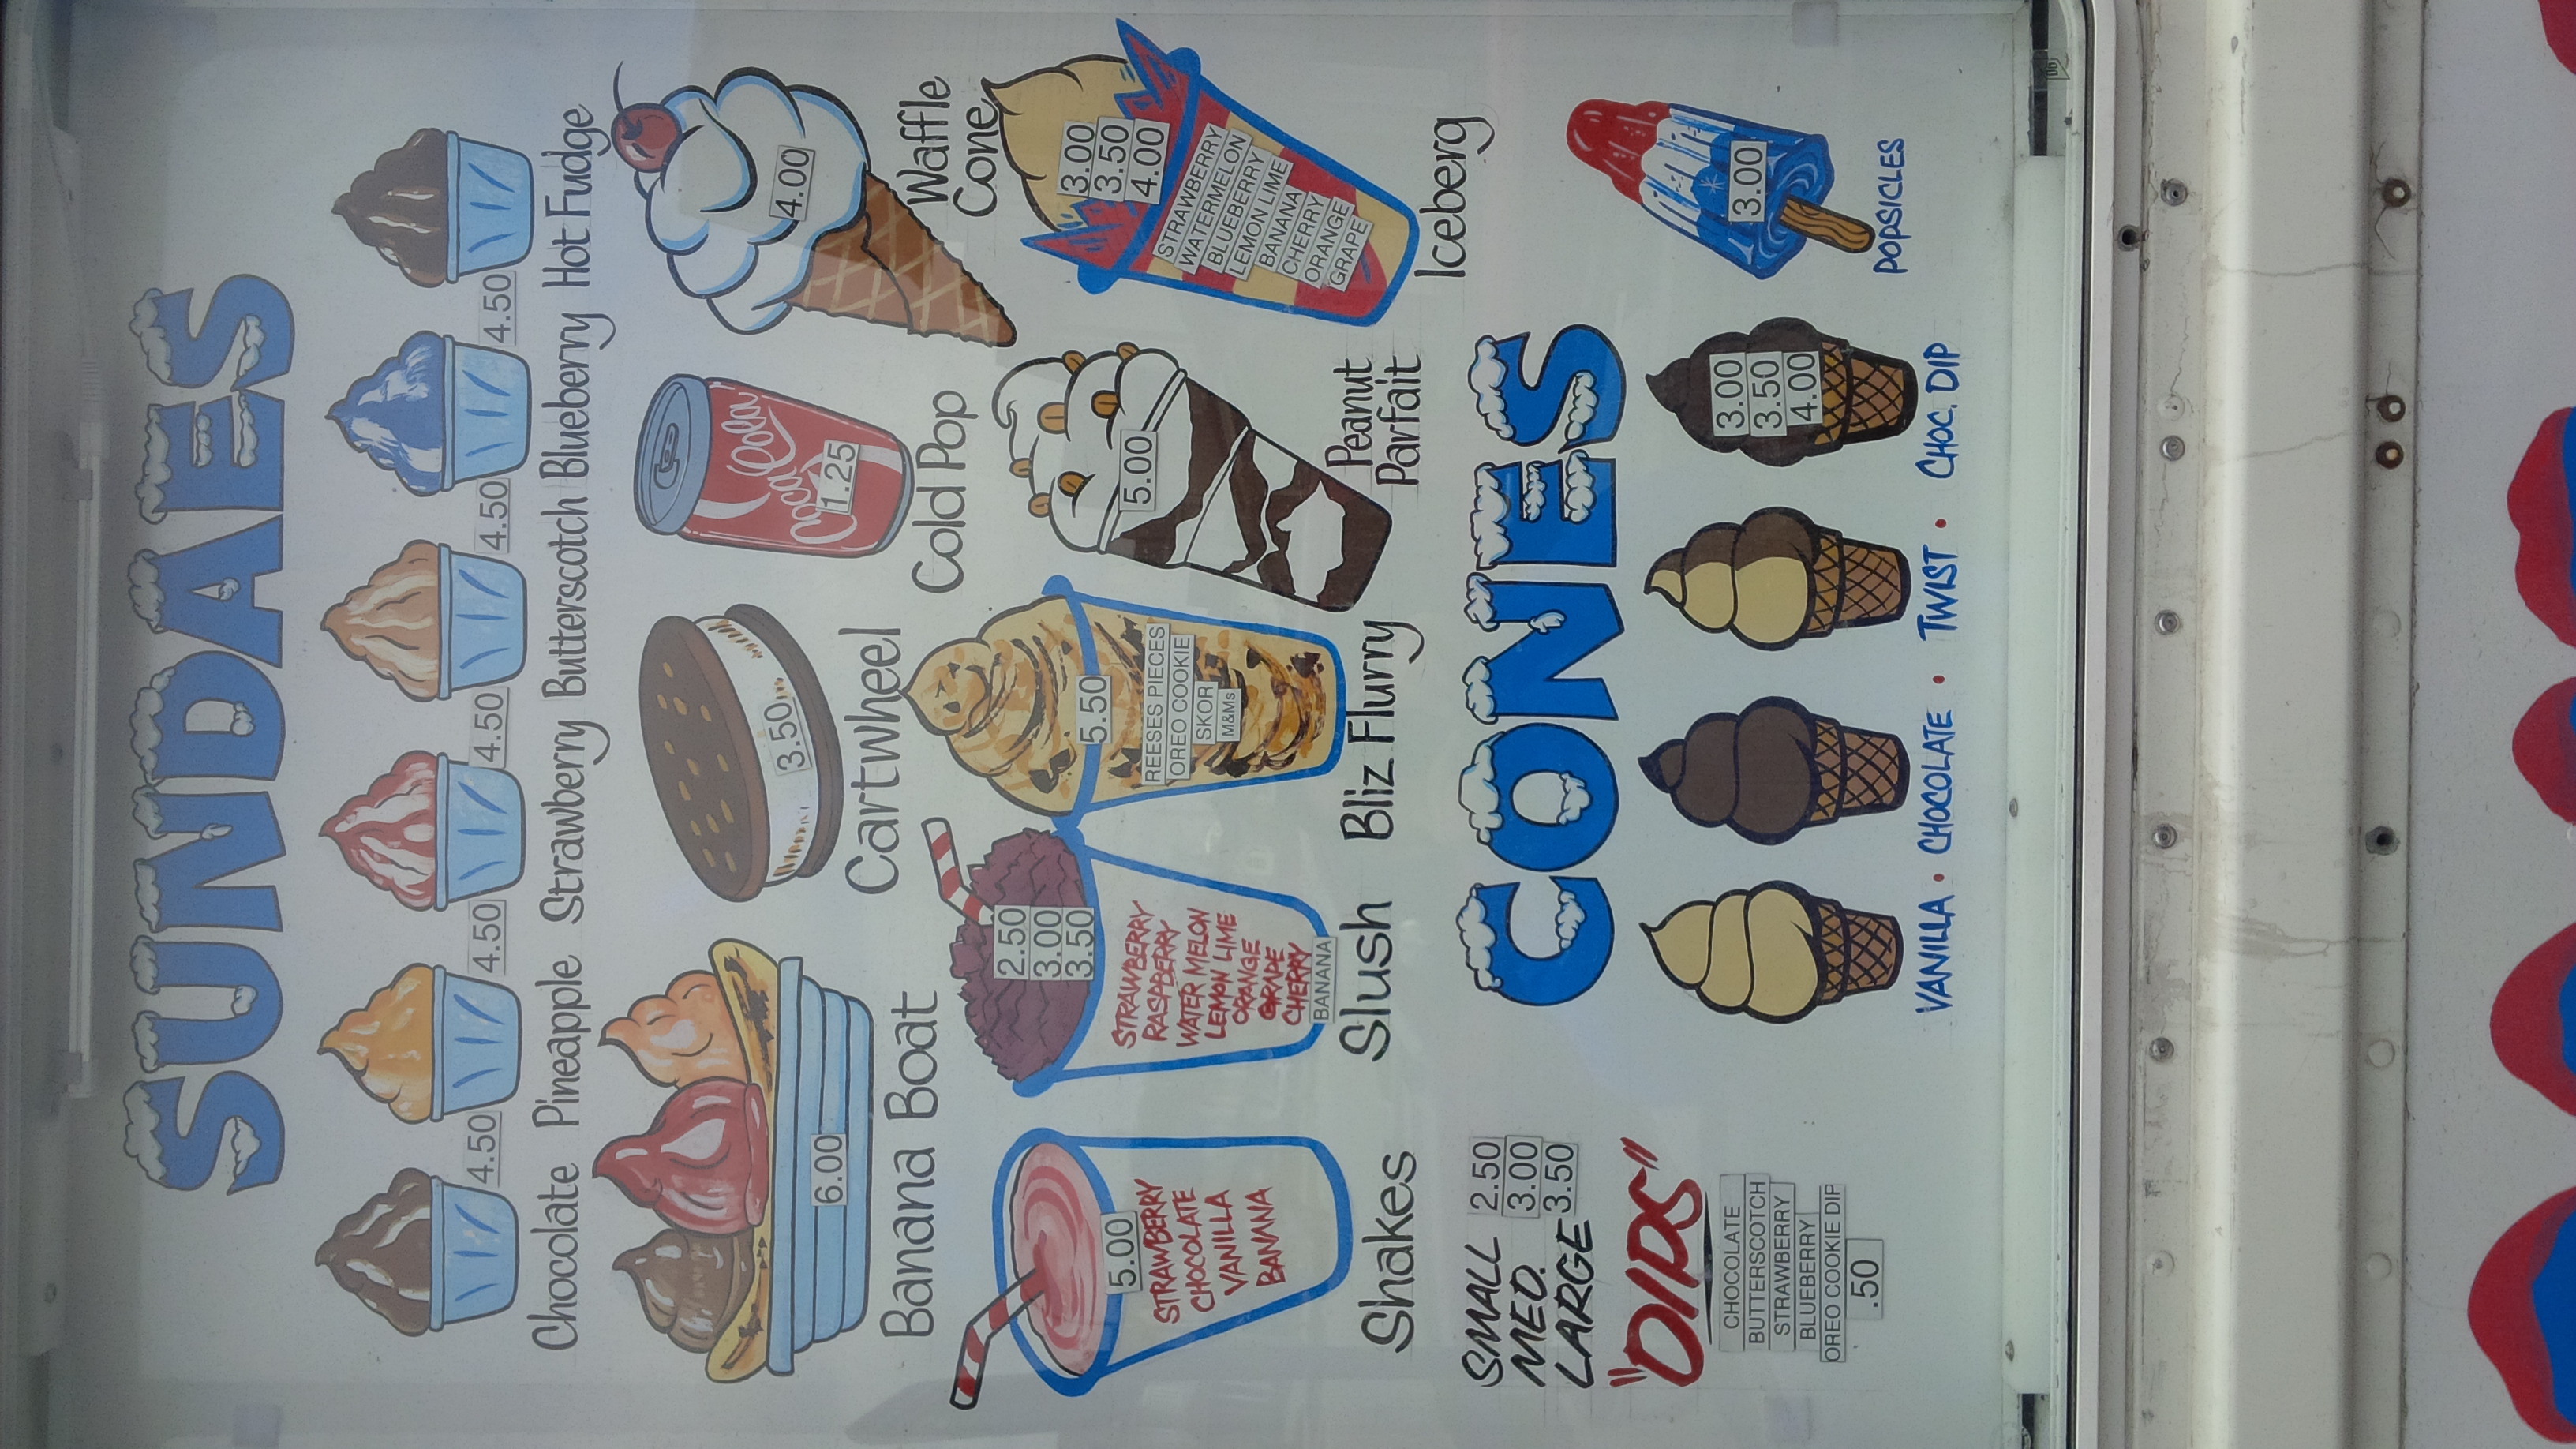 SUNDAES
4.50 4.50 4.50 4.50 4.50
Chocolate Pineapple Strawberry Butterscotch Blueberry Hot Fudge
6.00
Banana Boat
3.50
Cartwheel
Coca Cola
1.25
Cold Pop
4.00
Waffle
Cone
5.00
STRAWBERRY
CHOCOLATE
VANILLA
BANANA
Shakes
2.50
3.00
3.50
STRAWBERRY
RASPBERRY
WATER MELON
LEMON LIME
ORANGE
GRAPE
CHERRY
BANANA
Slush
5.50
REESES PIECES
OREO COOKIE
SKOR
M&Ms
Bliz Flurry
5.00
Peanut
Parfait
3.00
3.50
4.00
STRAWBERRY
WATERMELON
BLUEBERRY
LEMON LIME
BANANA
CHERRY
ORANGE
GRAPE
Iceberg
SMALL 2.50
MED. 3.00
LARGE 3.50
"DIPS"
CHOCOLATE
BUTTERSCOTCH
STRAWBERRY
BLUEBERRY
OREO COOKIE DIP
.50
CONES
3.00
3.50
4.00
VANILLA • CHOCOLATE • TWIST • CHOC. DIP
3.00
POPSICLES